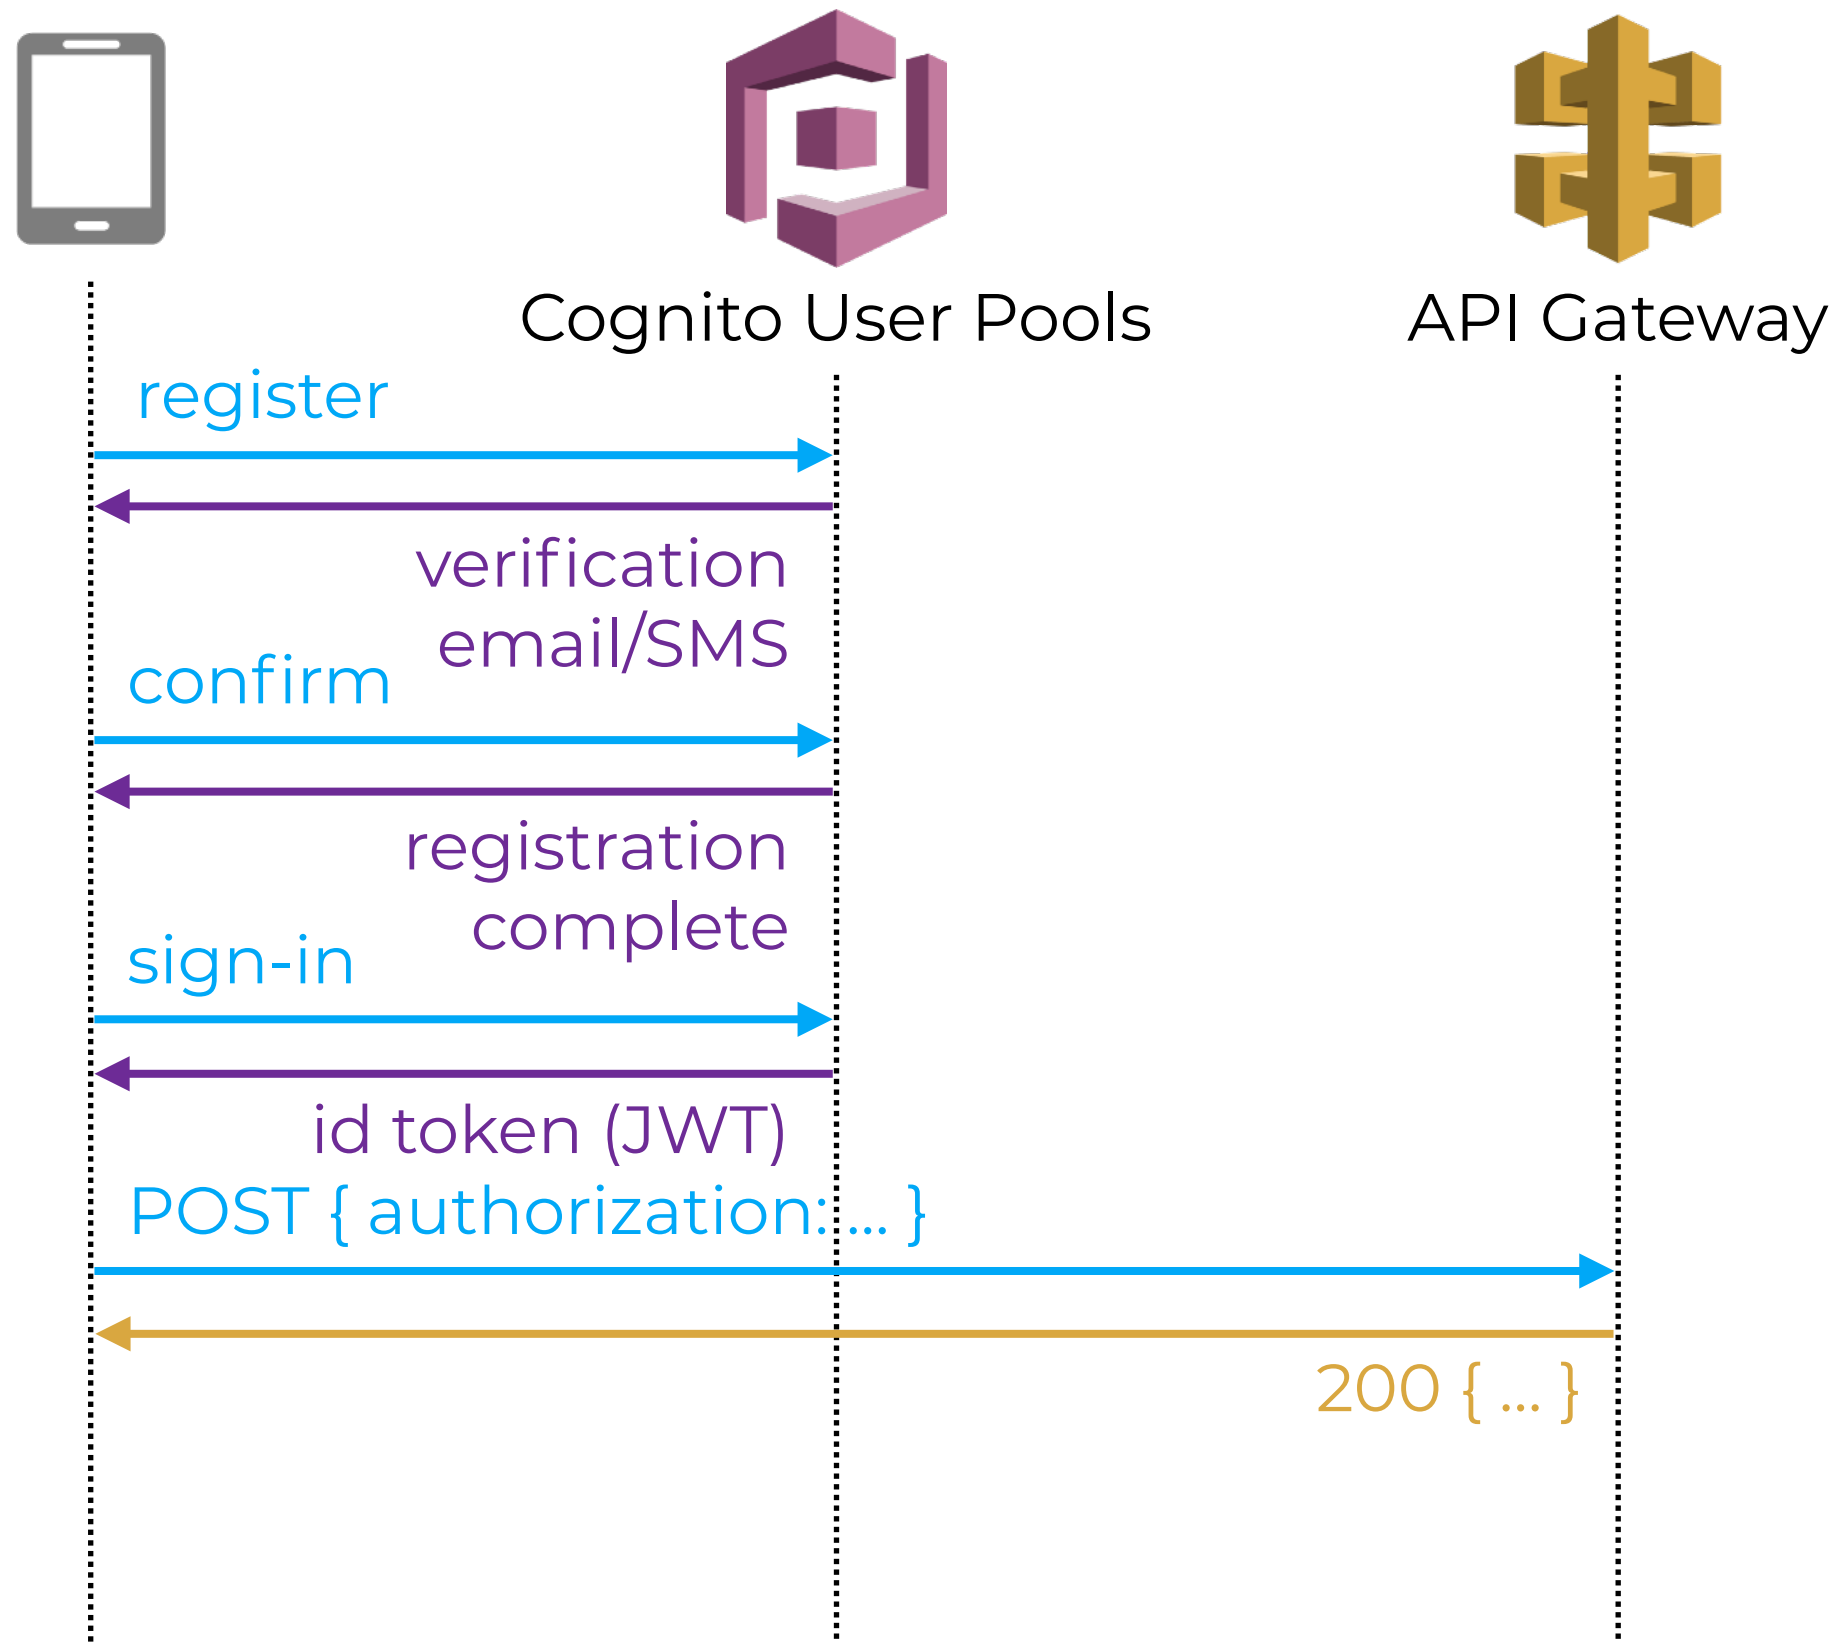 Cognito User Pools
API Gateway
register
verification
email/SMS
confirm
registration
complete
sign-in
id token (JWT)
POST { authorization: ... }
200 { ... }